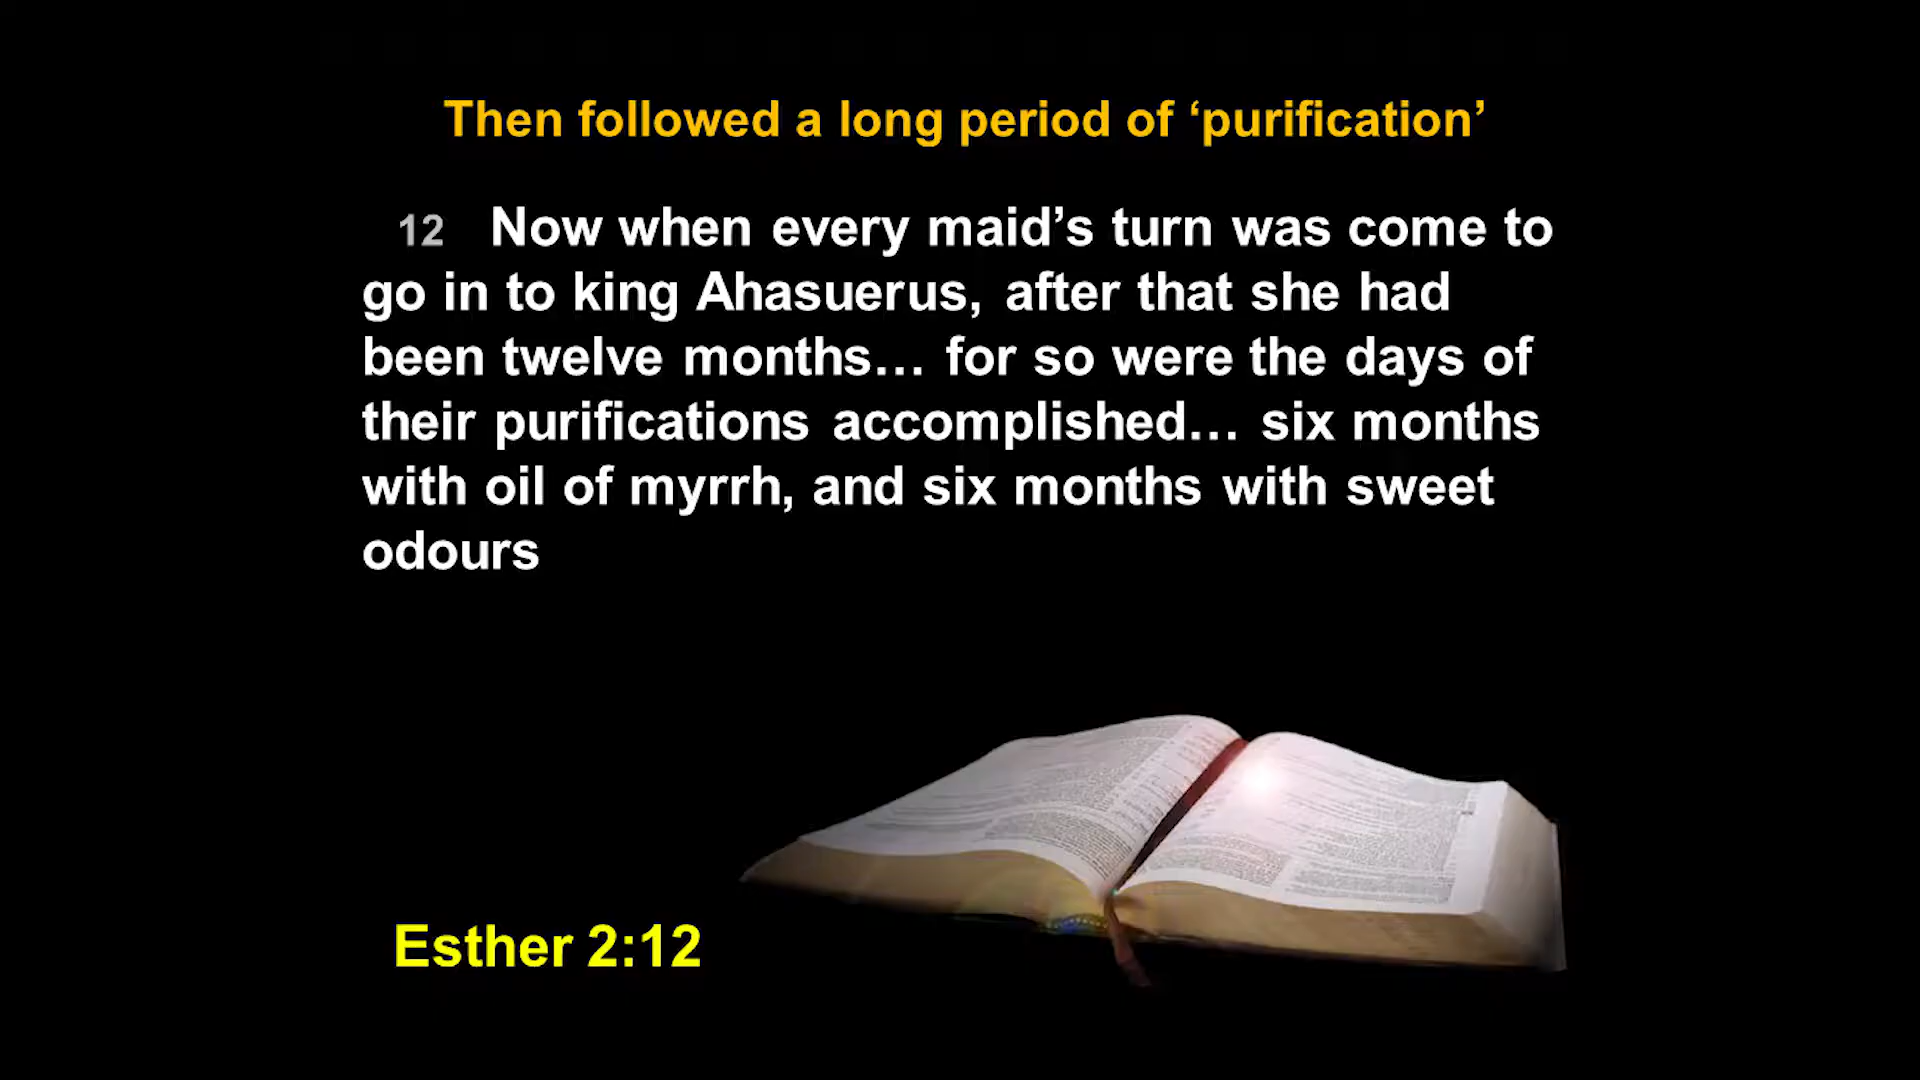 Then followed a long period of ‘purification’
12 Now when every maid’s turn was come to
go in to king Ahasuerus, after that she had
been twelve months… for so were the days of
their purifications accomplished… six months
with oil of myrrh, and six months with sweet
odours
Esther 2:12